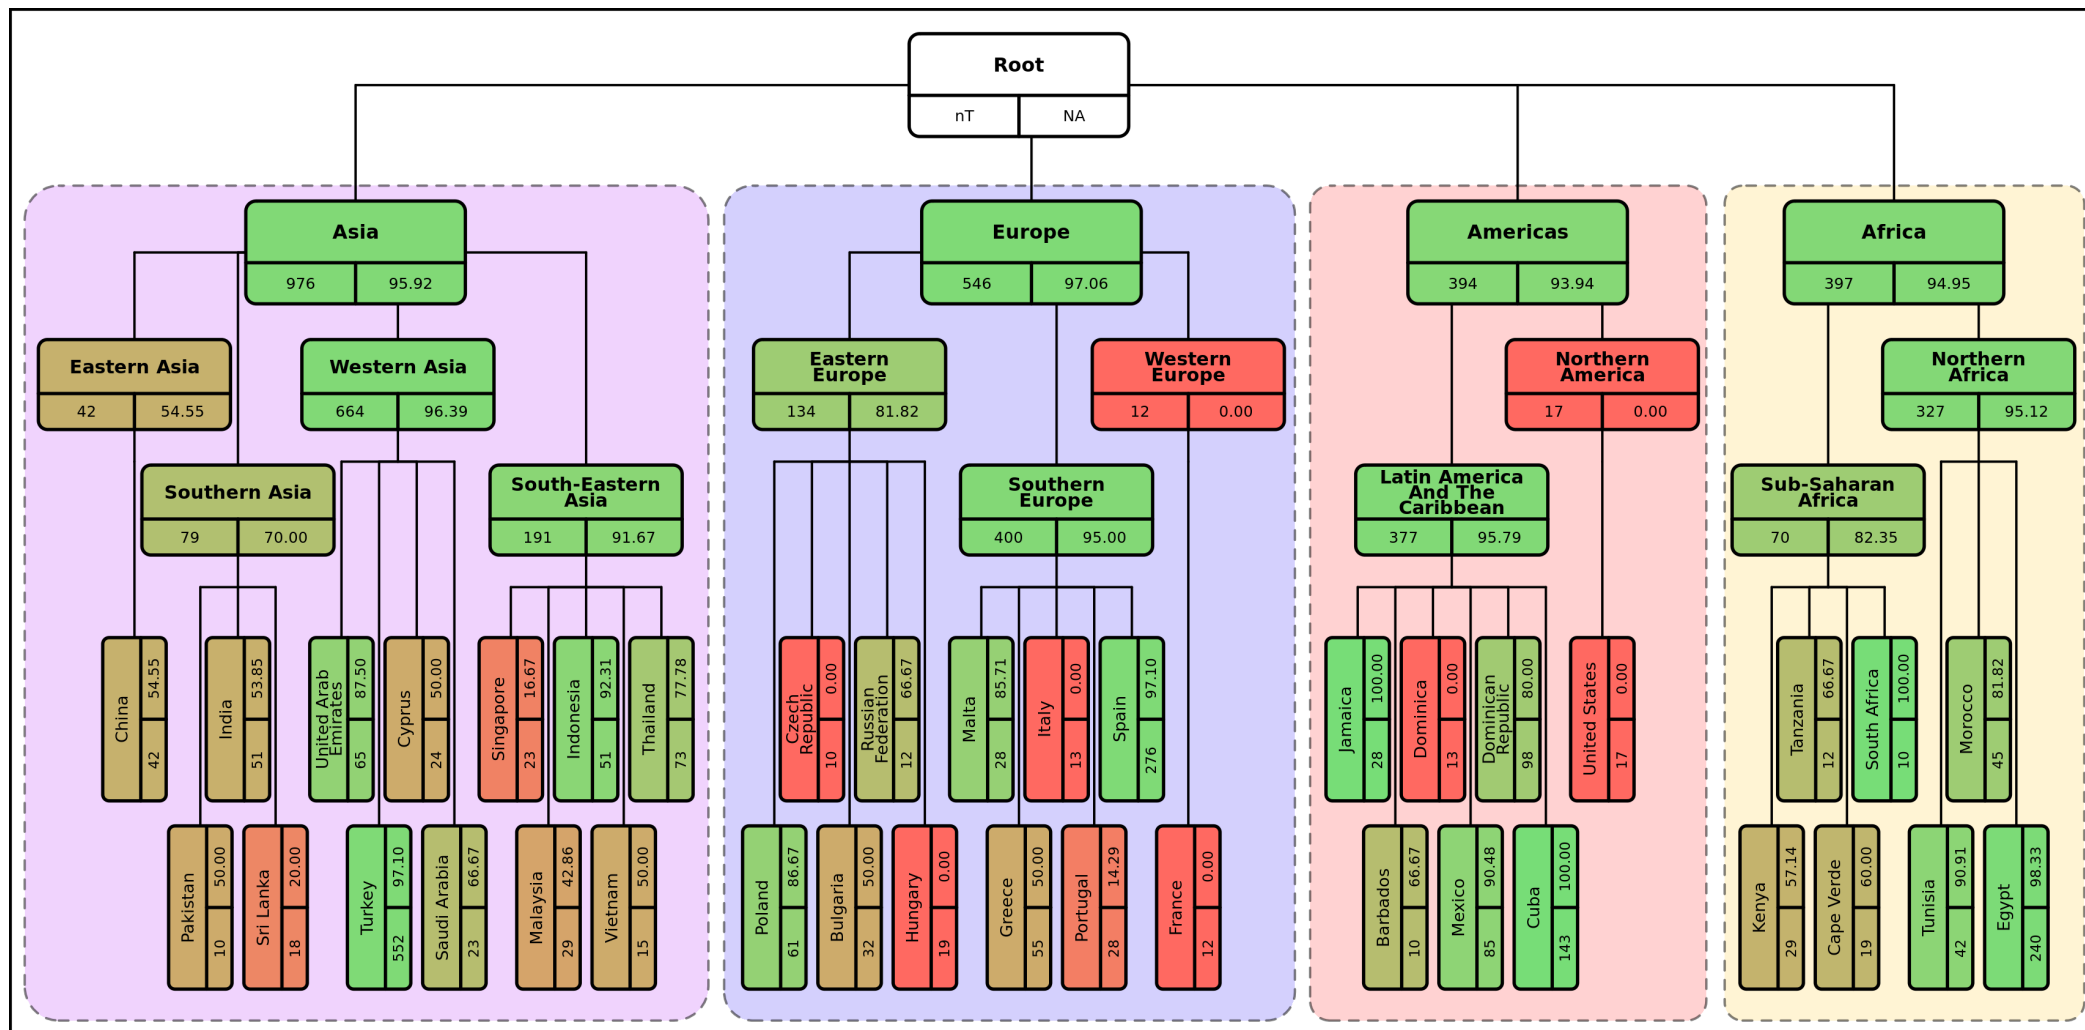 Root
nT NA
Asia
976 95.92
Europe
546 97.06
Americas
394 93.94
Africa
397 94.95
Eastern Asia
42 54.55
Western Asia
664 96.39
Eastern
Europe
134 81.82
Western
Europe
12 0.00
Northern
America
17 0.00
Northern
Africa
327 95.12
Southern Asia
79 70.00
South-Eastern
Asia
191 91.67
Southern
Europe
400 95.00
Latin America
And The
Caribbean
377 95.79
Sub-Saharan
Africa
70 82.35
China
42 54.55
India
51 53.85
United Arab
Emirates
65 87.50
Cyprus
24 50.00
Singapore
23 16.67
Indonesia
51 92.31
Thailand
73 77.78
Czech
Republic
10 0.00
Russian
Federation
12 66.67
Malta
28 85.71
Italy
13 0.00
Spain
276 97.10
Jamaica
28 100.00
Dominica
13 0.00
Dominican
Republic
98 80.00
United States
17 0.00
Tanzania
12 66.67
South Africa
10 100.00
Morocco
45 81.82
Pakistan
10 50.00
Sri Lanka
18 20.00
Turkey
552 97.10
Saudi Arabia
23 66.67
Malaysia
29 42.86
Vietnam
15 50.00
Poland
61 86.67
Bulgaria
32 50.00
Hungary
19 0.00
Greece
55 50.00
Portugal
28 14.29
France
12 0.00
Barbados
10 66.67
Mexico
85 90.48
Cuba
143 100.00
Kenya
29 57.14
Cape Verde
19 60.00
Tunisia
42 90.91
Egypt
240 98.33